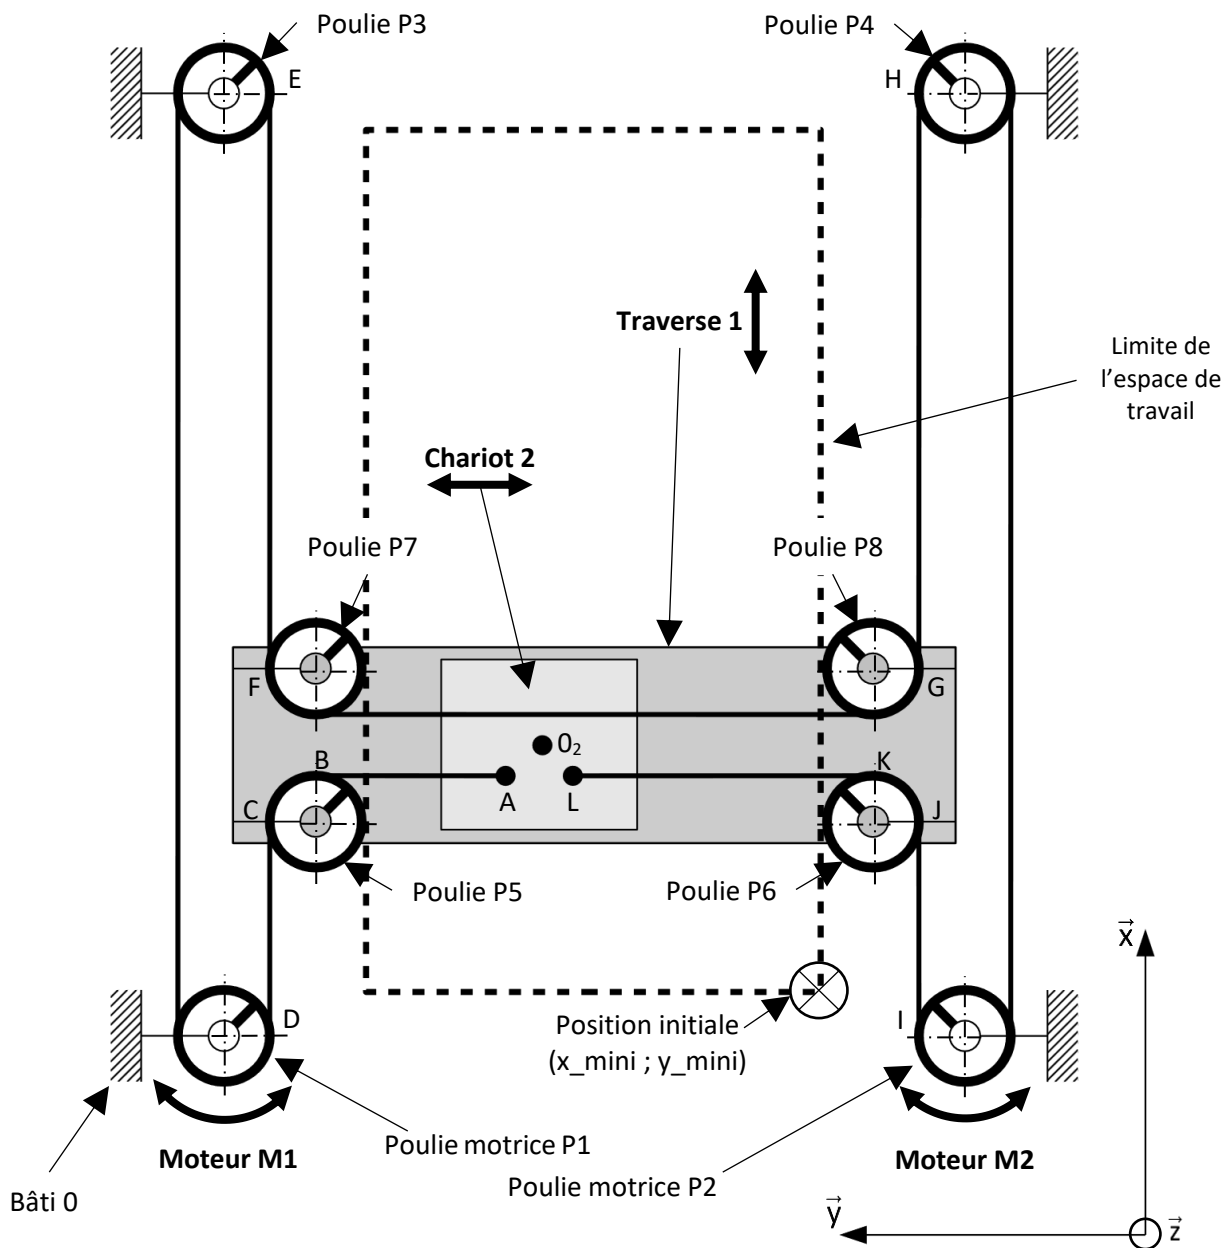 Poulie P3
Poulie P4
E
H
Traverse 1
Limite de
l'espace de
travail
Chariot 2
Poulie P7
Poulie P8
F
G
O₂
B
K
A
L
C
J
Poulie P5
Poulie P6
x
D
I
Position initiale
(x_mini ; y_mini)
Poulie motrice P1
Moteur M1
Moteur M2
Poulie motrice P2
Bâti 0
y
z